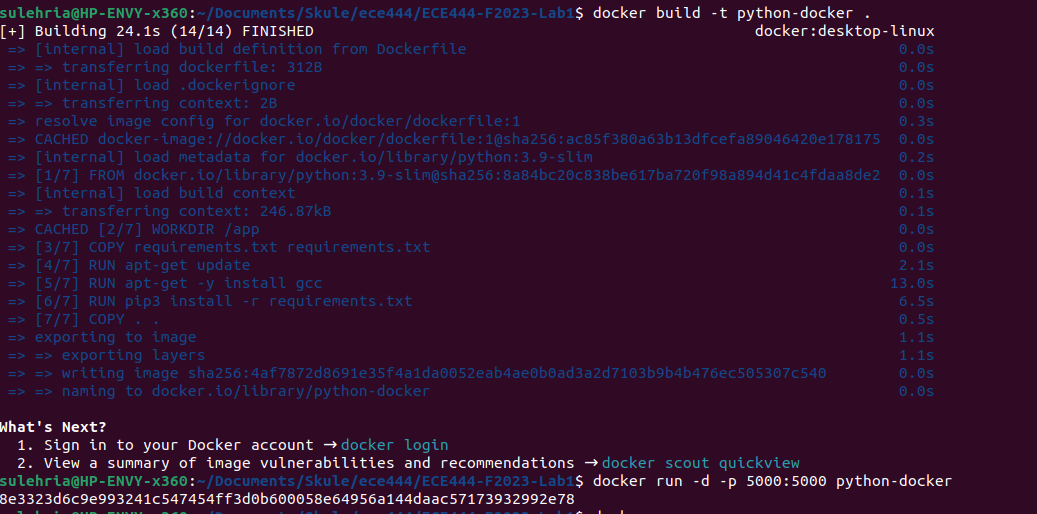 sulehria@HP-ENVY-x360:~/Documents/Skule/ece444/ECE444-F2023-Lab1$ docker build -t python-docker .
[+] Building 24.1s (14/14) FINISHED docker:desktop-linux
=> [internal] load build definition from Dockerfile 0.0s
=> => transferring dockerfile: 312B 0.0s
=> [internal] load .dockerignore 0.0s
=> => transferring context: 2B 0.0s
=> resolve image config for docker.io/docker/dockerfile:1 0.3s
=> CACHED docker-image://docker.io/docker/dockerfile:1@sha256:ac85f380a63b13dfcefa89046420e178175 0.0s
=> [internal] load metadata for docker.io/library/python:3.9-slim 0.2s
=> [1/7] FROM docker.io/library/python:3.9-slim@sha256:8a84bc20c838be617ba720f98a894d41c4fdaa8de2 0.0s
=> [internal] load build context 0.1s
=> => transferring context: 246.87kB 0.1s
=> CACHED [2/7] WORKDIR /app 0.0s
=> [3/7] COPY requirements.txt requirements.txt 0.0s
=> [4/7] RUN apt-get update 2.1s
=> [5/7] RUN apt-get -y install gcc 13.0s
=> [6/7] RUN pip3 install -r requirements.txt 6.5s
=> [7/7] COPY . . 0.5s
=> exporting to image 1.1s
=> => exporting layers 1.1s
=> => writing image sha256:4af7872d8691e35f4a1da0052eab4ae0b0ad3a2d7103b9b4b476ec505307c540 0.0s
=> => naming to docker.io/library/python-docker 0.0s
What's Next?
1. Sign in to your Docker account → docker login
2. View a summary of image vulnerabilities and recommendations → docker scout quickview
sulehria@HP-ENVY-x360:~/Documents/Skule/ece444/ECE444-F2023-Lab1$ docker run -d -p 5000:5000 python-docker
8e3323d6c9e993241c547454ff3d0b600058e64956a144daac57173932992e78